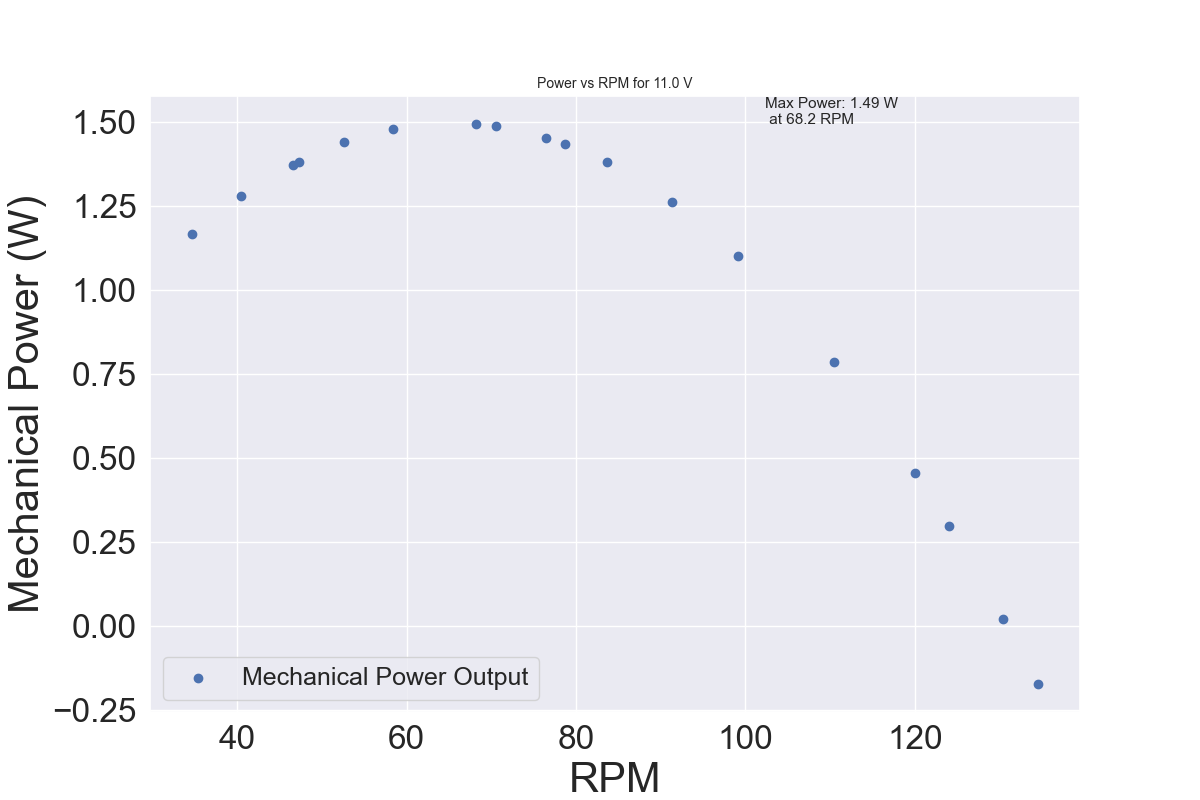 Power vs RPM for 11.0 V
Max Power: 1.49 W
at 68.2 RPM
Mechanical Power (W)
1.50
1.25
1.00
0.75
0.50
0.25
0.00
−0.25
Mechanical Power Output
40 60 80 100 120
RPM